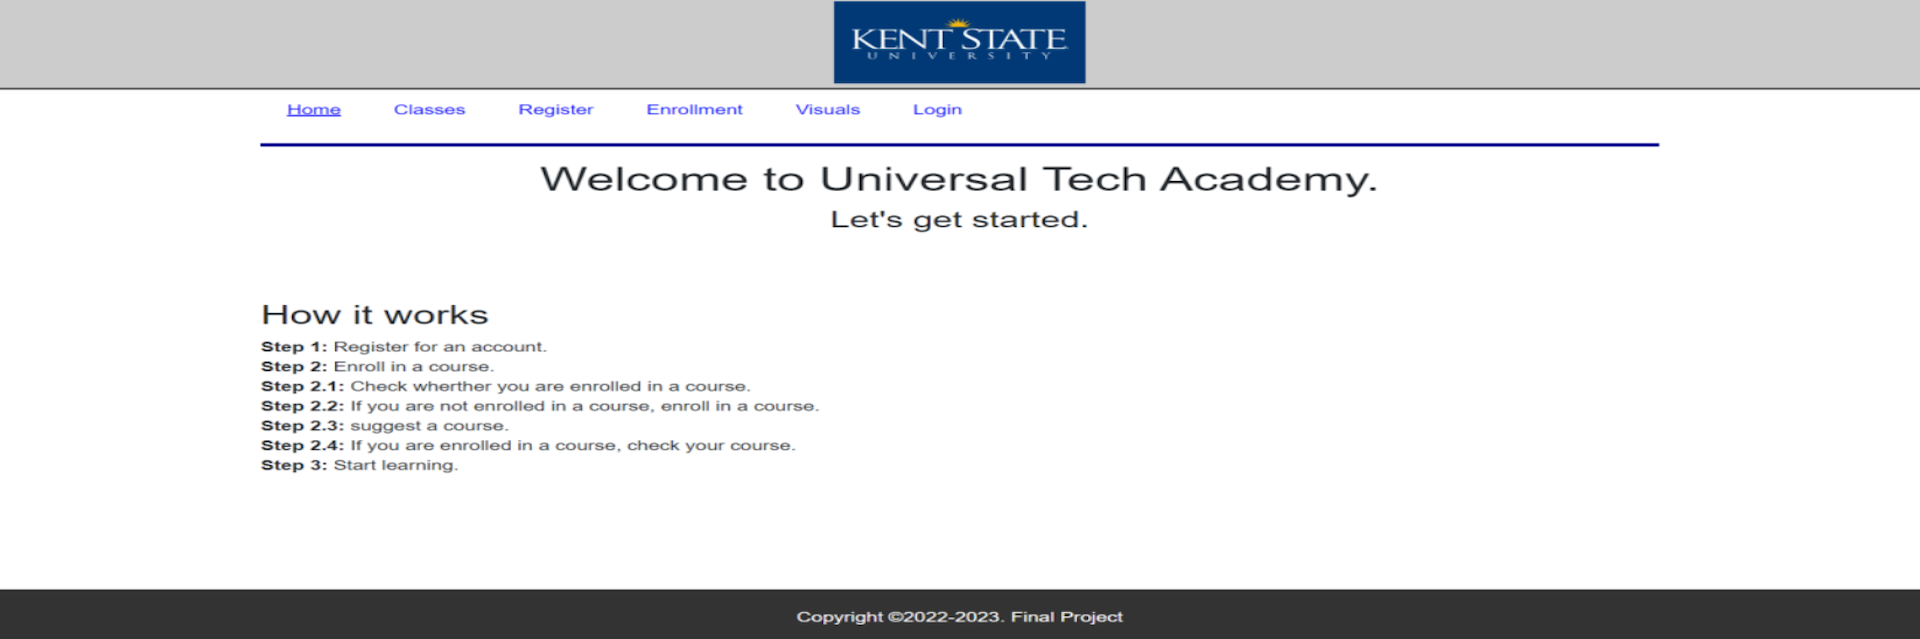 KENT STATE
UNIVERSITY
Home Classes Register Enrollment Visuals Login
Welcome to Universal Tech Academy.
Let's get started.
How it works
Step 1: Register for an account.
Step 2: Enroll in a course.
Step 2.1: Check wherther you are enrolled in a course.
Step 2.2: If you are not enrolled in a course, enroll in a course.
Step 2.3: suggest a course.
Step 2.4: If you are enrolled in a course, check your course.
Step 3: Start learning.
Copyright ©2022-2023. Final Project